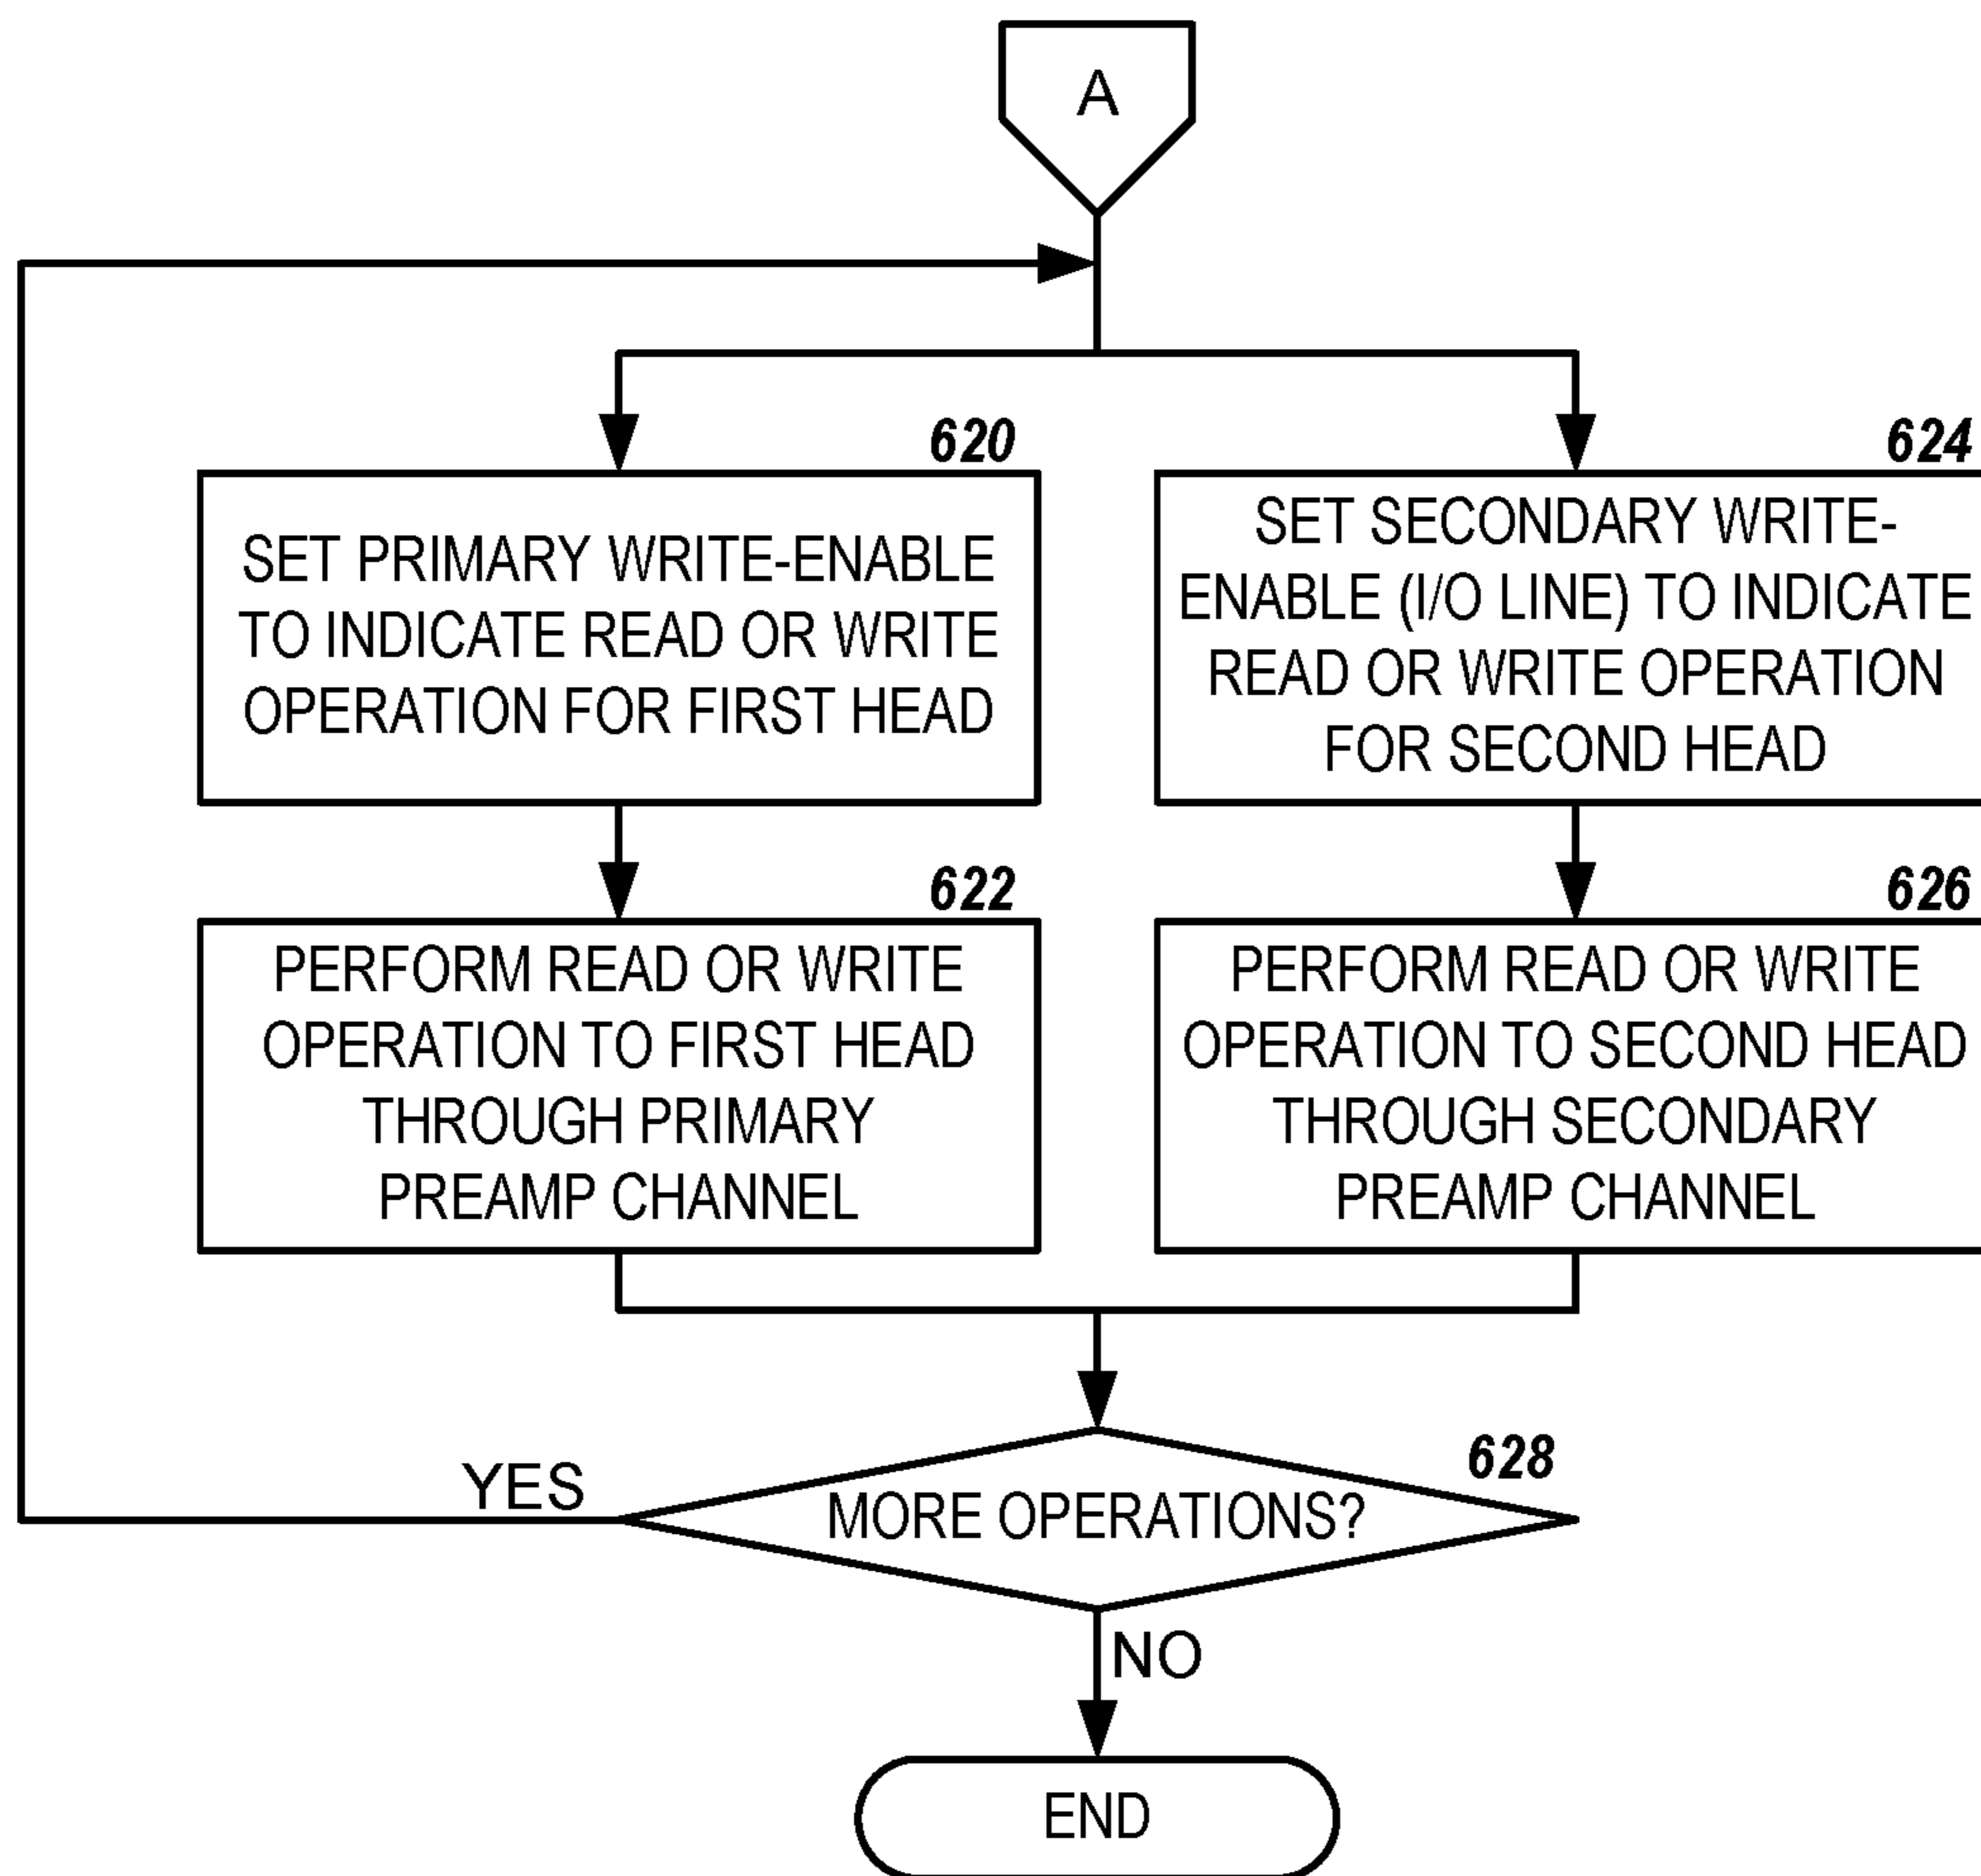 A
620
SET PRIMARY WRITE-ENABLE
TO INDICATE READ OR WRITE
OPERATION FOR FIRST HEAD
624
SET SECONDARY WRITE-
ENABLE (I/O LINE) TO INDICATE
READ OR WRITE OPERATION
FOR SECOND HEAD
622
PERFORM READ OR WRITE
OPERATION TO FIRST HEAD
THROUGH PRIMARY
PREAMP CHANNEL
626
PERFORM READ OR WRITE
OPERATION TO SECOND HEAD
THROUGH SECONDARY
PREAMP CHANNEL
628
YES
MORE OPERATIONS?
NO
END